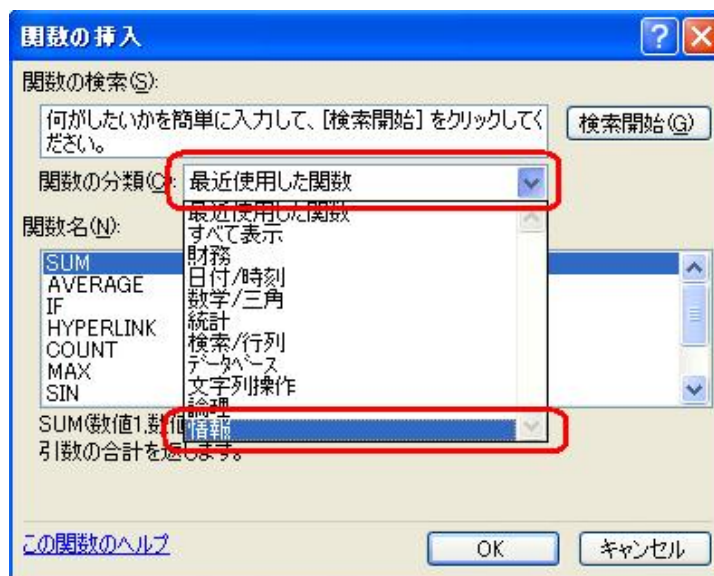 関数の挿入
関数の検索(S):
何がしたいかを簡単に入力して、[検索開始] をクリックしてく
ださい。
検索開始(G)
関数の分類(C): 最近使用した関数
最近使用した関数
すべて表示
財務
日付/時刻
数学/三角
統計
検索/行列
データベース
文字列操作
論理
情報
関数名(N):
SUM
AVERAGE
IF
HYPERLINK
COUNT
MAX
SIN
SUM(数値1,数値
引数の合計を返します。
この関数のヘルプ
OK
キャンセル